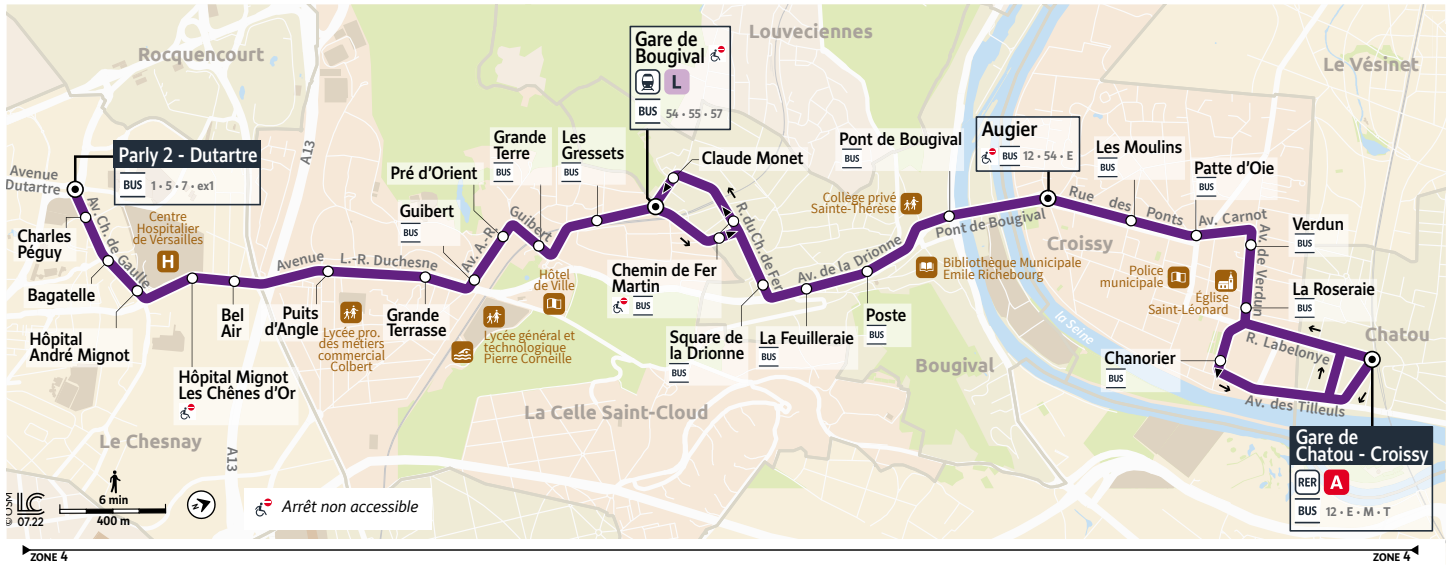 Rocquencourt
Louveciennes
Le Vésinet
Gare de
Bougival
L
BUS 54 • 55 • 57
A13
Parly 2 - Dutartre
BUS 1 • 5 • 7 • ex1
Avenue
Dutartre
Av. Ch. de Gaulle
Charles
Péguy
Bagatelle
Hôpital
André Mignot
Centre
Hospitalier
de Versailles
H
Hôpital Mignot
Les Chênes d'Or
Bel
Air
Avenue L.-R. Duchesne
Puits
d'Angle
Lycée pro.
des métiers
commercial
Colbert
Grande
Terrasse
Guibert
BUS
Av. A.-R. Guibert
Pré d'Orient
Grande
Terre
BUS
Les
Gressets
BUS
Hôtel
de Ville
Lycée général et
technologique
Pierre Corneille
Claude Monet
R. du Ch. de Fer
Chemin de Fer
Martin
BUS
Square de
la Drionne
BUS
La Feuilleraie
BUS
Av. de la Drionne
Poste
BUS
Pont de Bougival
BUS
Collège privé
Sainte-Thérèse
Pont de Bougival
Bibliothèque Municipale
Emile Richebourg
Augier
BUS 12 • 54 • E
Rue des Ponts
Les Moulins
BUS
Patte d'Oie
BUS
Av. Carnot
Verdun
BUS
Av. de Verdun
Croissy
Police
municipale
Église
Saint-Léonard
La Roseraie
BUS
la Seine
Chatou
R. Labelonye
Chanorier
BUS
Av. des Tilleuls
Bougival
La Celle Saint-Cloud
Le Chesnay
A13
Gare de
Chatou - Croissy
RER A
BUS 12 • E • M • T
6 min
400 m
© OSM
LC
07.22
N
Arrêt non accessible
ZONE 4
ZONE 4